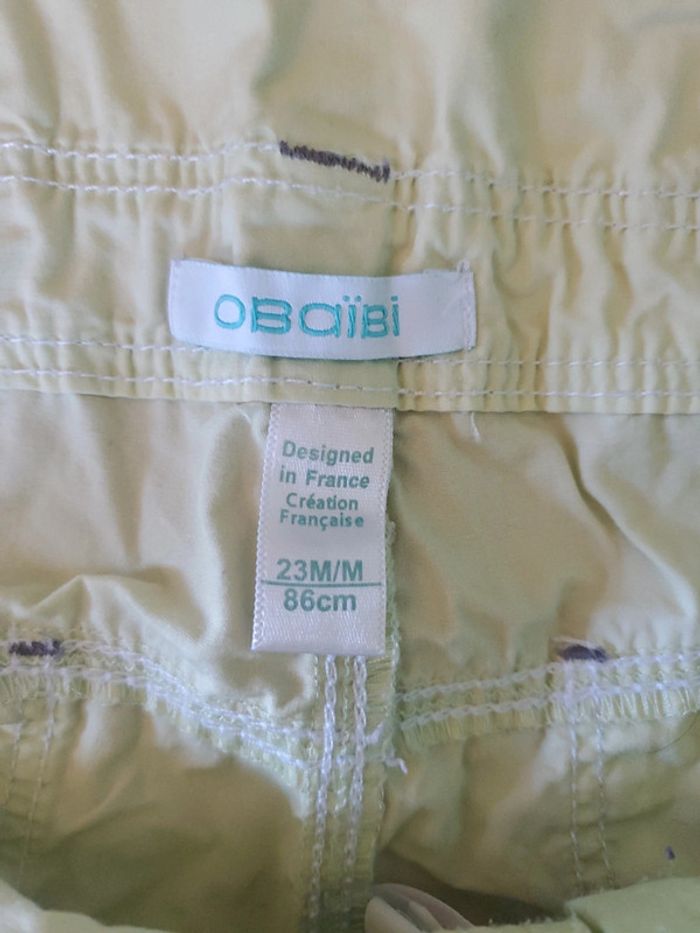 OBaïBi
Designed
in France
Création
Française
23M/M
86cm